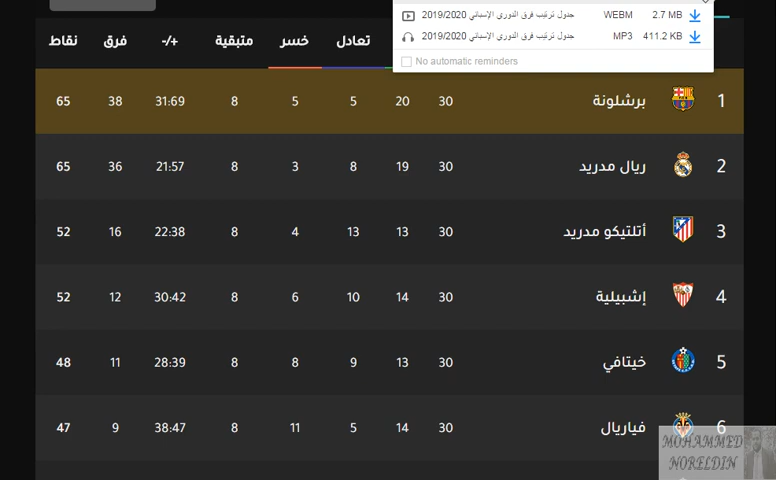 جدول ترتيب فرق الدوري الإسباني 2019/2020 WEBM 2.7 MB
جدول ترتيب فرق الدوري الإسباني 2019/2020 MP3 411.2 KB
No automatic reminders
تعادل خسر متبقية +/- فرق نقاط
1 برشلونة 30 20 5 5 8 31:69 38 65
2 ريال مدريد 30 19 8 3 8 21:57 36 65
3 أتلتيكو مدريد 30 13 13 4 8 22:38 16 52
4 إشبيلية 30 14 10 6 8 30:42 12 52
5 خيتافي 30 13 9 8 8 28:39 11 48
6 فياريال 30 14 5 11 8 38:47 9 47
MOHAMMED
NORELDIN